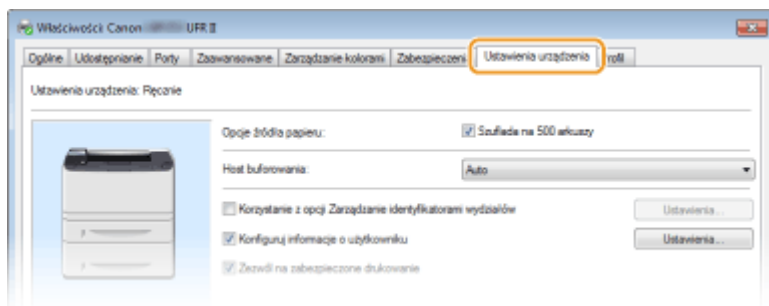 Właściwości: Canon UFR II
Ogólne Udostępnianie Porty Zaawansowane Zarządzanie kolorami Zabezpieczeni Ustawienia urządzenia rofil
Ustawienia urządzenia: Ręcznie
Opcje źródła papieru: Szuflada na 500 arkuszy
Host buforowania: Auto
Korzystanie z opcji Zarządzanie identyfikatorami wydziałów Ustawienia...
Konfiguruj informacje o użytkowniku Ustawienia...
Zezwól na zabezpieczone drukowanie